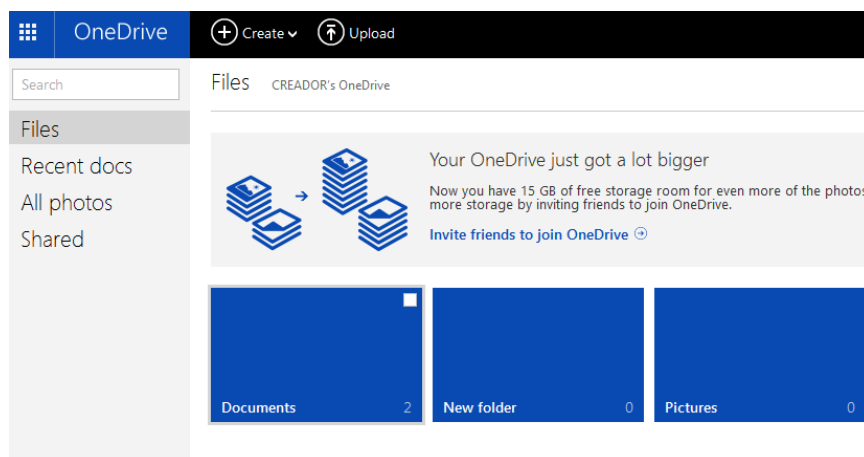 OneDrive
Create
Upload
Search
Files
Recent docs
All photos
Shared
Files CREADOR's OneDrive
Your OneDrive just got a lot bigger
Now you have 15 GB of free storage room for even more of the photos
more storage by inviting friends to join OneDrive.
Invite friends to join OneDrive
Documents 2
New folder 0
Pictures 0